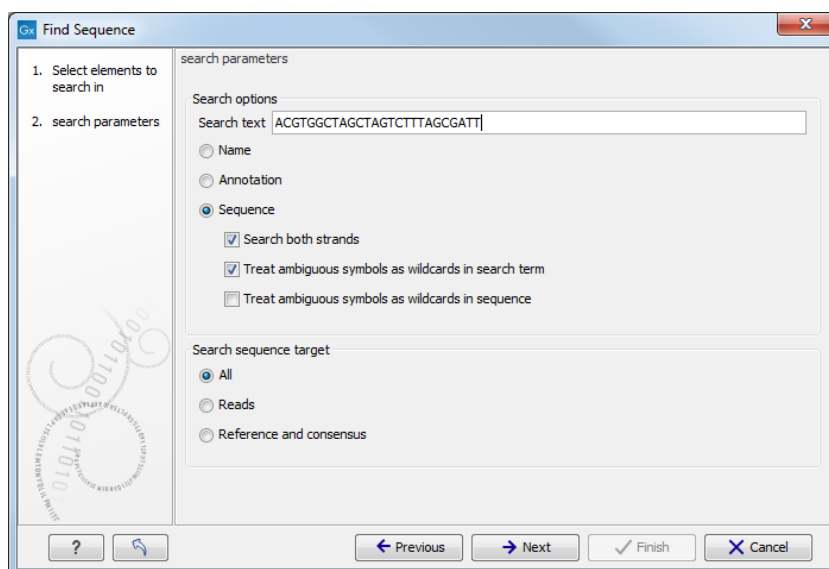 Gx Find Sequence
1. Select elements to
search in
2. search parameters
search parameters
Search options
Search text ACGTGGCTAGCTAGTCTTTAGCGATT
Name
Annotation
Sequence
Search both strands
Treat ambiguous symbols as wildcards in search term
Treat ambiguous symbols as wildcards in sequence
Search sequence target
All
Reads
Reference and consensus
? Previous Next Finish Cancel